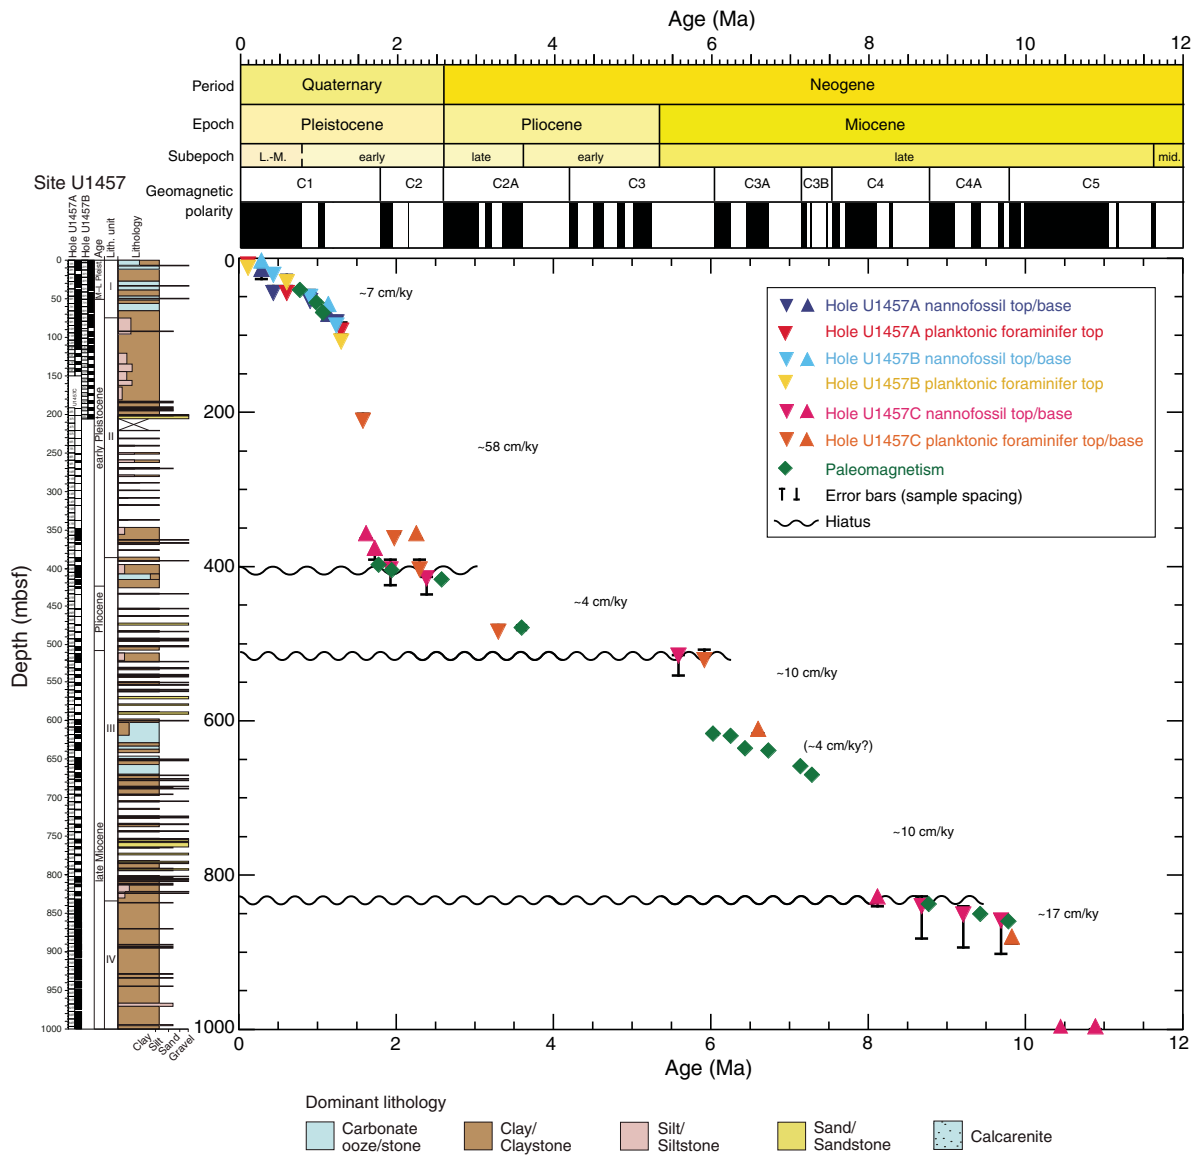 Age (Ma)
0 2 4 6 8 10 12
Period Quaternary Neogene
Epoch Pleistocene Pliocene Miocene
Subepoch L.-M. early late early late mid.
Site U1457
Geomagnetic polarity
C1 C2 C2A C3 C3A C3B C4 C4A C5
Hole U1457A
Hole U1457B
Age
Lith. unit
Lithology
0
50
100
150
200
250
300
350
400
450
500
550
600
650
700
750
800
850
900
950
1000
early Pleistocene
Pliocene
late Miocene
I
II
III
IV
Clay
Silt
Sand
Gravel
Depth (mbsf)
0
200
400
600
800
1000
~7 cm/ky
~58 cm/ky
~4 cm/ky
~10 cm/ky
(~4 cm/ky?)
~10 cm/ky
~17 cm/ky
Hole U1457A nannofossil top/base
Hole U1457A planktonic foraminifer top
Hole U1457B nannofossil top/base
Hole U1457B planktonic foraminifer top
Hole U1457C nannofossil top/base
Hole U1457C planktonic foraminifer top/base
Paleomagnetism
Error bars (sample spacing)
Hiatus
0 2 4 6 8 10 12
Age (Ma)
Dominant lithology
Carbonate
ooze/stone
Clay/
Claystone
Silt/
Siltstone
Sand/
Sandstone
Calcarenite